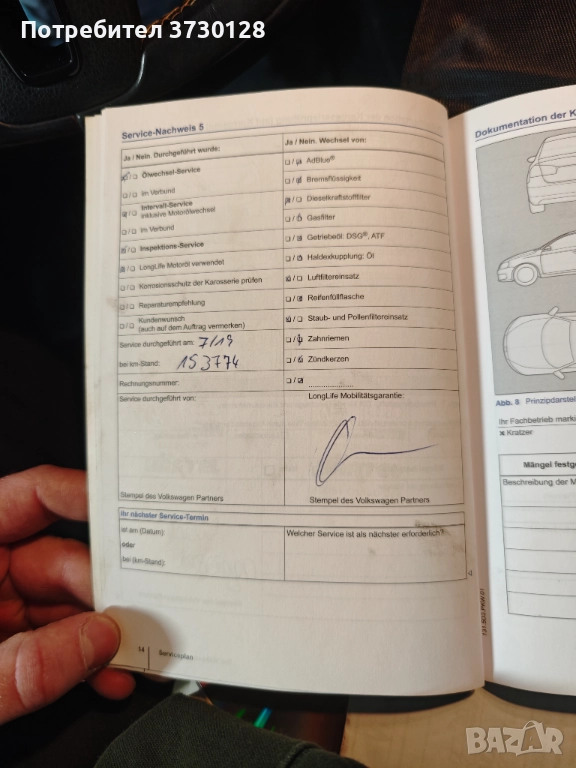 Потребител 3730128
Service-Nachweis 5
Ja / Nein. Durchgeführt wurde:
Ölwechsel-Service
im Verbund
Intervall-Service
inklusive Motorölwechsel
im Verbund
Inspektions-Service
LongLife Motoröl verwendet
Korrosionsschutz der Karosserie prüfen
Reparaturempfehlung
Kundenwunsch
(auch auf dem Auftrag vermerken)
Service durchgeführt am: 7/19
bei km-Stand: 153774
Rechnungsnummer:
Service durchgeführt von:
Stempel des Volkswagen Partners
Ja / Nein. Wechsel von:
AdBlue®
Bremsflüssigkeit
Dieselkraftstofffilter
Gasfilter
Getriebeöl: DSG®, ATF
Haldexkupplung: Öl
Luftfiltereinsatz
Reifenfüllflasche
Staub- und Pollenfiltereinsatz
Zahnriemen
Zündkerzen
LongLife Mobilitätsgarantie:
Stempel des Volkswagen Partners
Ihr nächster Service-Termin
ist am (Datum):
oder
bei (km-Stand):
Welcher Service ist als nächster erforderlich?
14 Serviceplan
Dokumentation der K
Abb. 8 Prinzipdarstel
Ihr Fachbetrieb mark
Kratzer
Mängel festge
Beschreibung der M
BAZAR